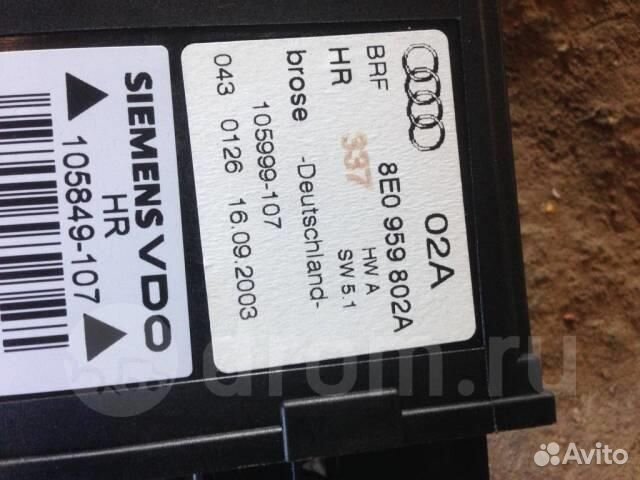 02A
8E0 959 802A
BRF
HW A
HR 337 SW 5.1
brose -Deutschland-
105999-107
043 0126 16.09.2003
SIEMENS VDO
HR
105849-107
drom.ru
Avito